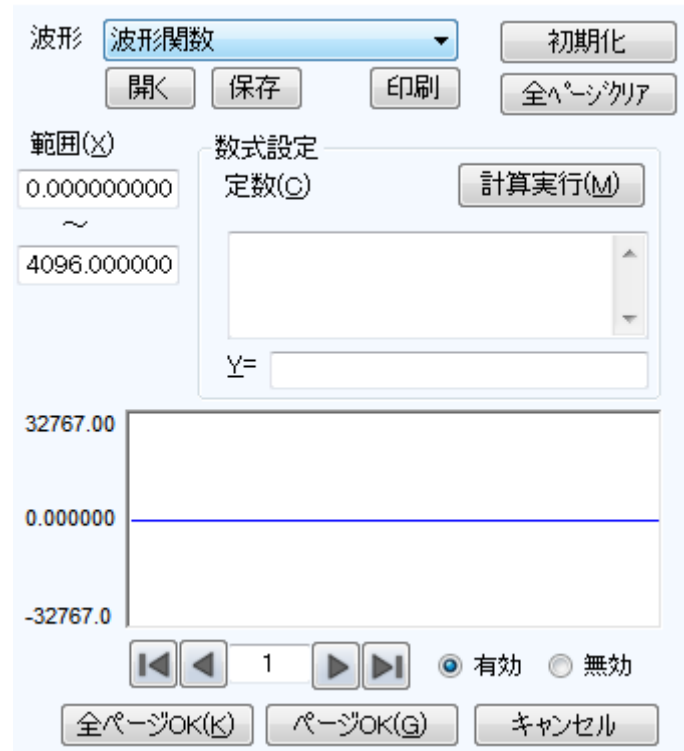 波形 波形関数 初期化
開く 保存 印刷 全ページクリア
範囲(X) 数式設定
0.000000000 定数(C) 計算実行(M)
～
4096.000000
Y=
32767.00
0.000000
-32767.0
1 有効 無効
全ページOK(K) ページOK(G) キャンセル